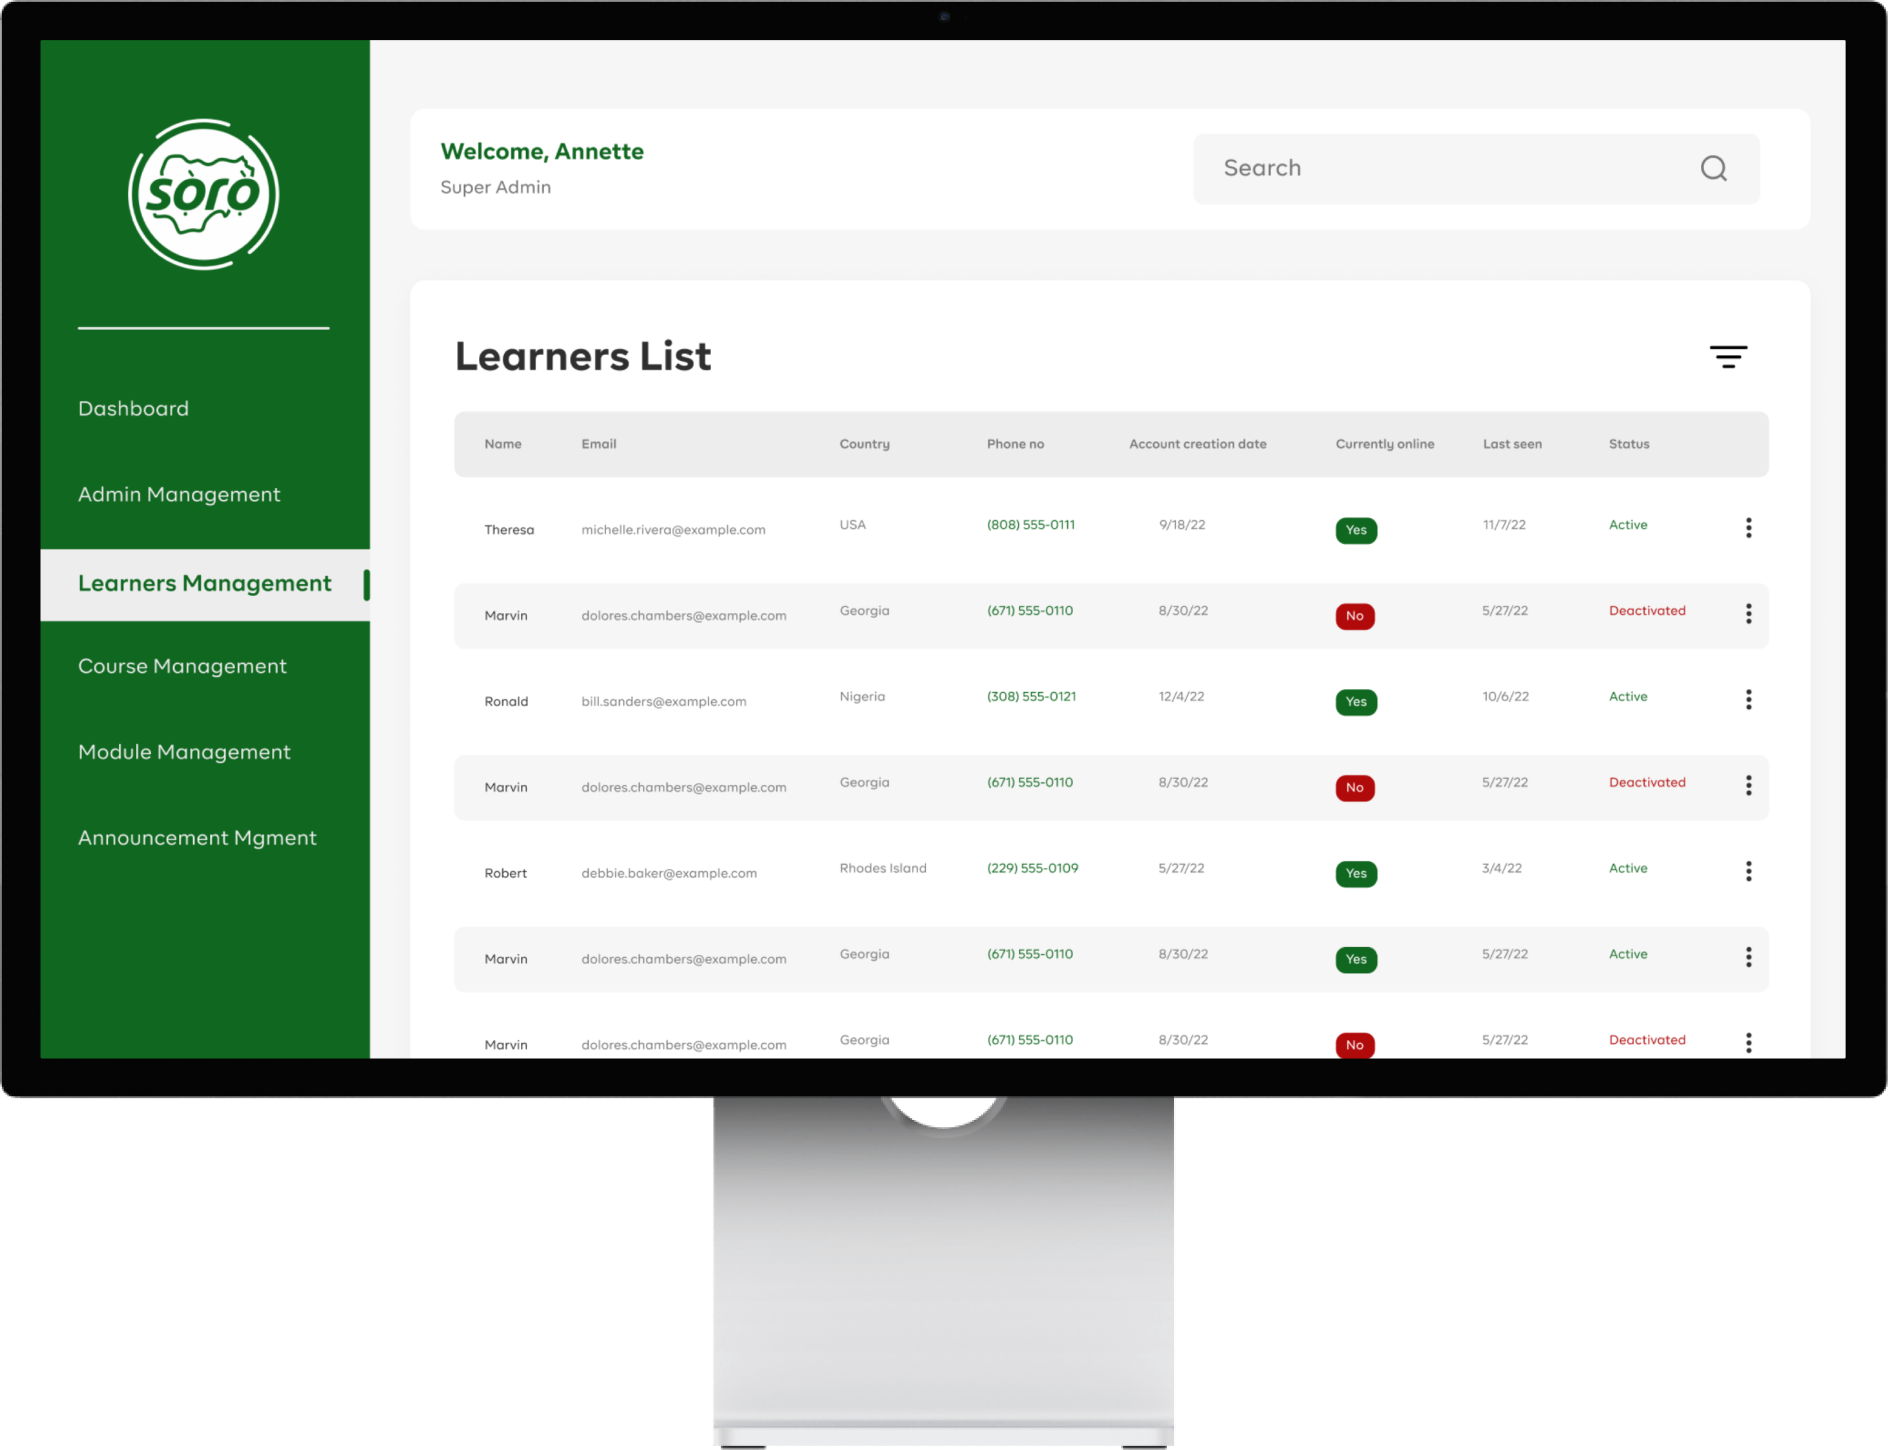 sọ̀rọ̀
Welcome, Annette
Super Admin
Search
Dashboard
Admin Management
Learners Management
Course Management
Module Management
Announcement Mgment
Learners List
Name Email Country Phone no Account creation date Currently online Last seen Status
Theresa michelle.rivera@example.com USA (808) 555-0111 9/18/22 Yes 11/7/22 Active
Marvin dolores.chambers@example.com Georgia (671) 555-0110 8/30/22 No 5/27/22 Deactivated
Ronald bill.sanders@example.com Nigeria (308) 555-0121 12/4/22 Yes 10/6/22 Active
Marvin dolores.chambers@example.com Georgia (671) 555-0110 8/30/22 No 5/27/22 Deactivated
Robert debbie.baker@example.com Rhodes Island (229) 555-0109 5/27/22 Yes 3/4/22 Active
Marvin dolores.chambers@example.com Georgia (671) 555-0110 8/30/22 Yes 5/27/22 Active
Marvin dolores.chambers@example.com Georgia (671) 555-0110 8/30/22 No 5/27/22 Deactivated